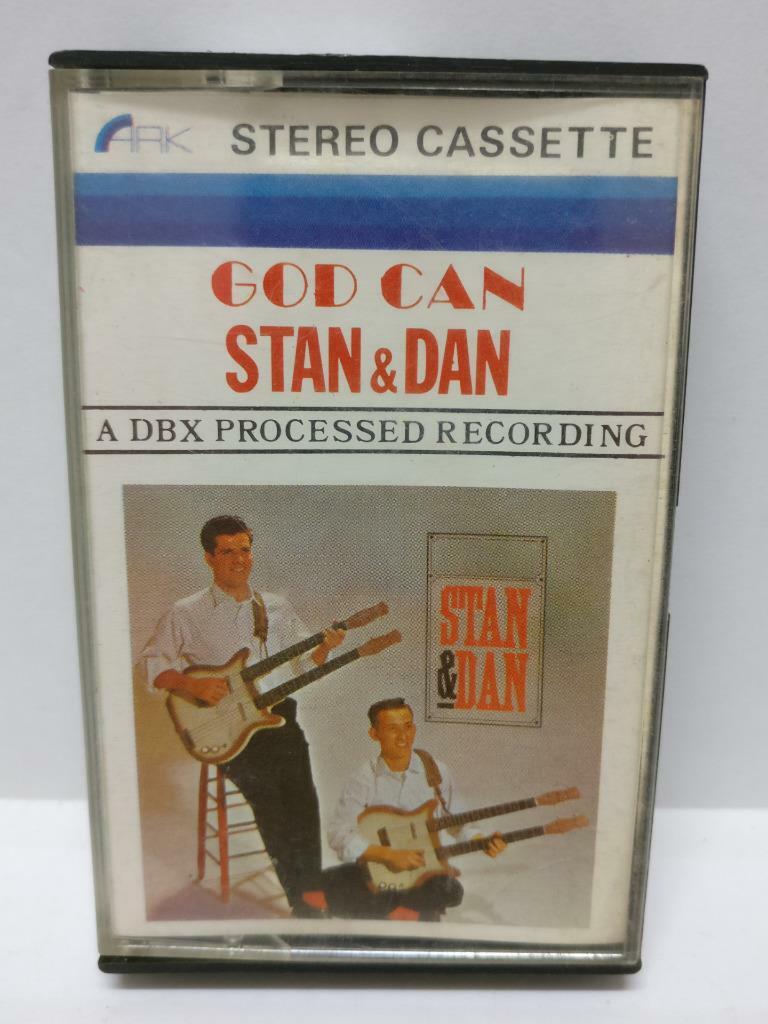 ARK STEREO CASSETTE
GOD CAN
STAN & DAN
A DBX PROCESSED RECORDING
STAN
& DAN